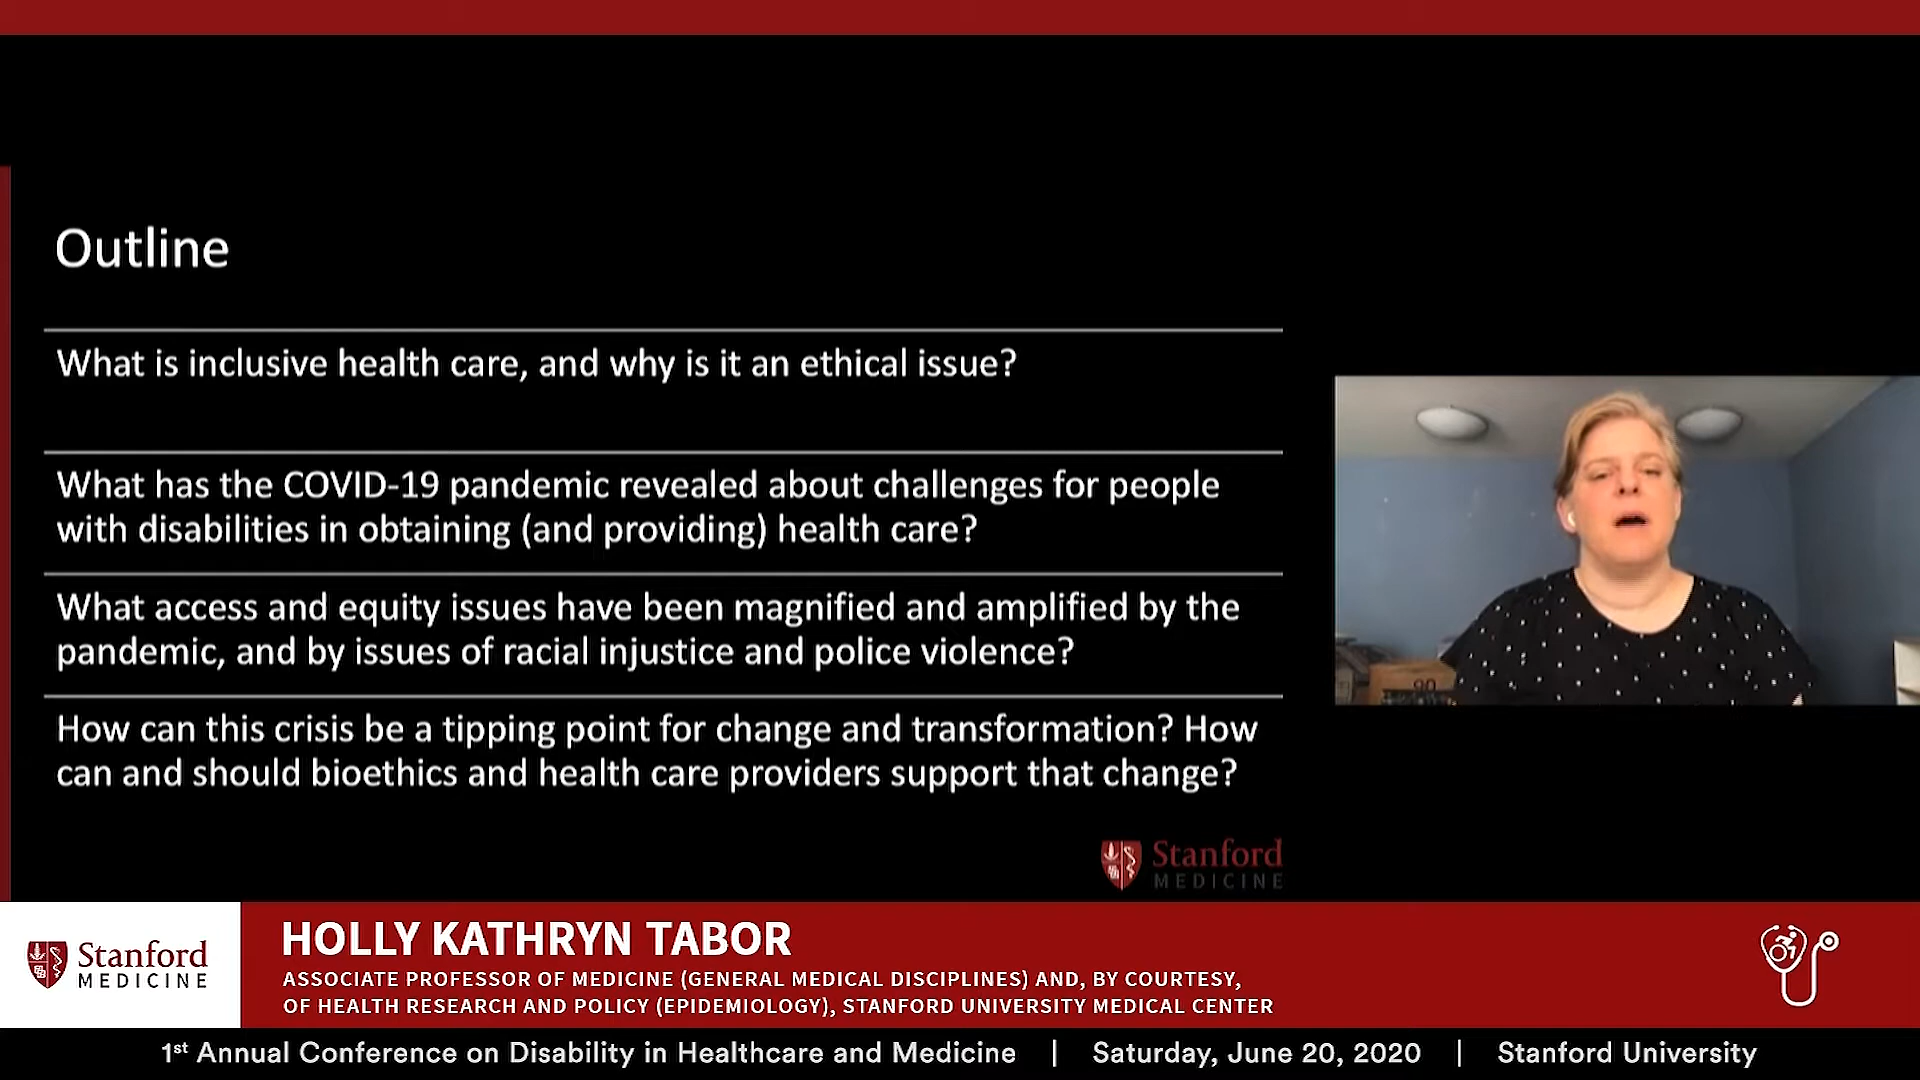 Outline
What is inclusive health care, and why is it an ethical issue?
What has the COVID-19 pandemic revealed about challenges for people
with disabilities in obtaining (and providing) health care?
What access and equity issues have been magnified and amplified by the
pandemic, and by issues of racial injustice and police violence?
How can this crisis be a tipping point for change and transformation? How
can and should bioethics and health care providers support that change?
Stanford
MEDICINE
90
Stanford
MEDICINE
HOLLY KATHRYN TABOR
ASSOCIATE PROFESSOR OF MEDICINE (GENERAL MEDICAL DISCIPLINES) AND, BY COURTESY,
OF HEALTH RESEARCH AND POLICY (EPIDEMIOLOGY), STANFORD UNIVERSITY MEDICAL CENTER
1st Annual Conference on Disability in Healthcare and Medicine | Saturday, June 20, 2020 | Stanford University